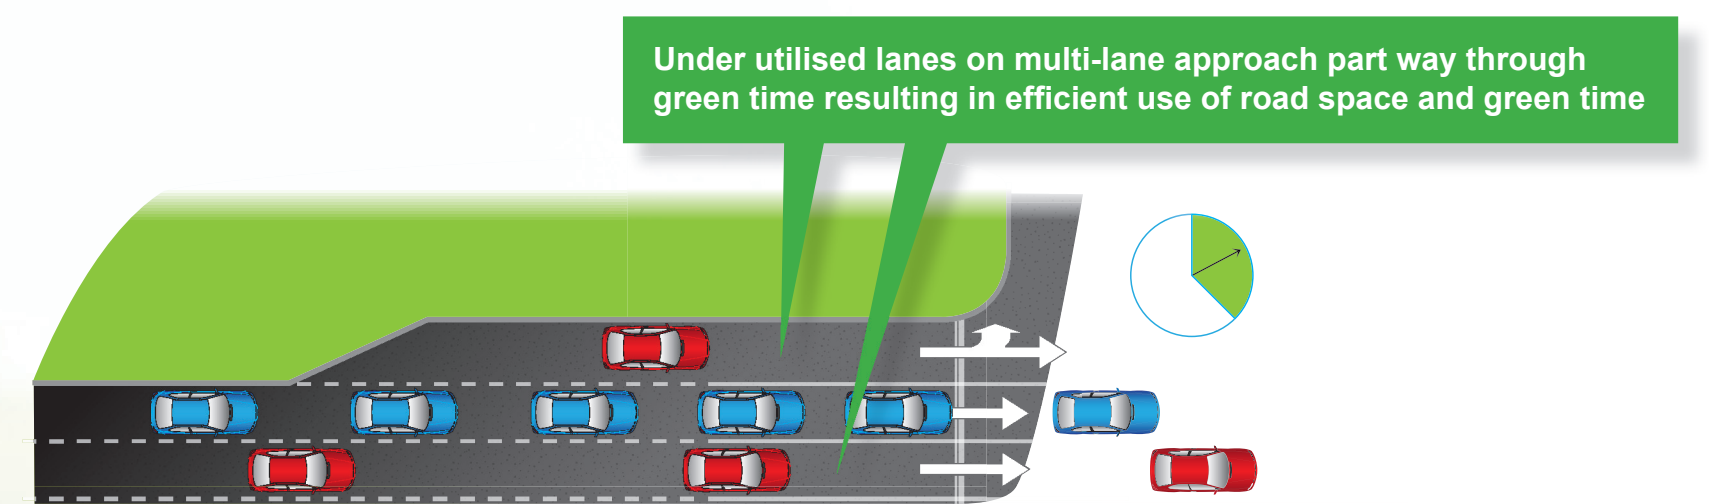 Under utilised lanes on multi-lane approach part way through
green time resulting in efficient use of road space and green time